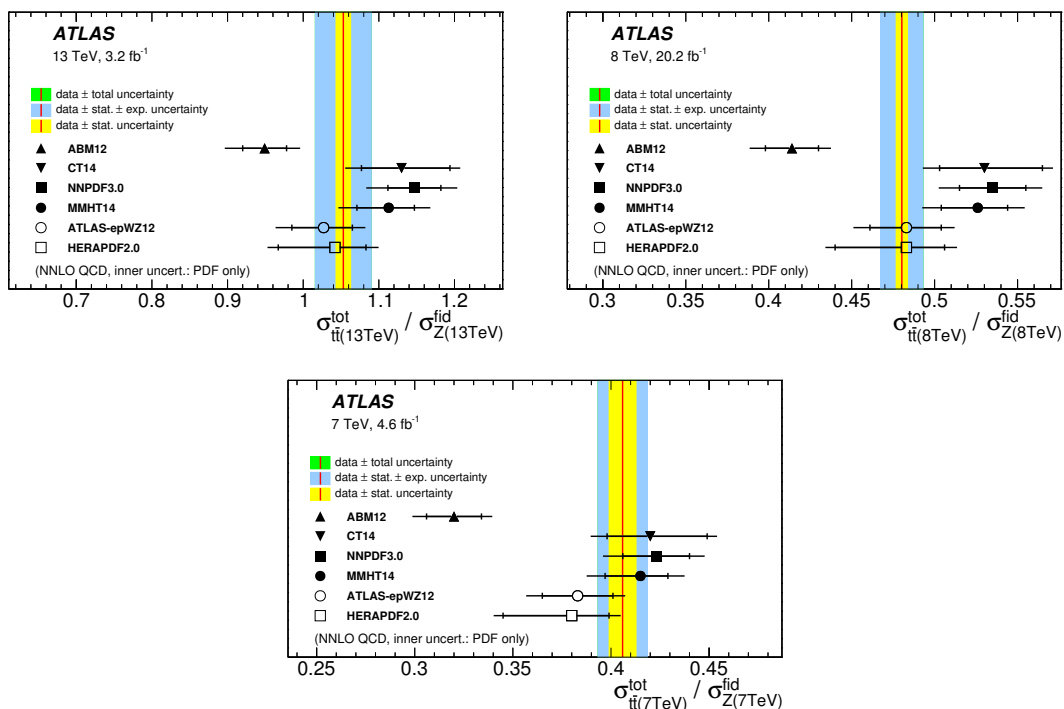 ATLAS
13 TeV, 3.2 fb⁻¹
data ± total uncertainty
data ± stat. ± exp. uncertainty
data ± stat. uncertainty
ABM12
CT14
NNPDF3.0
MMHT14
ATLAS-epWZ12
HERAPDF2.0
(NNLO QCD, inner uncert.: PDF only)
0.7 0.8 0.9 1 1.1 1.2
σ^tot_tt̄(13TeV) / σ^fid_Z(13TeV)
ATLAS
8 TeV, 20.2 fb⁻¹
data ± total uncertainty
data ± stat. ± exp. uncertainty
data ± stat. uncertainty
ABM12
CT14
NNPDF3.0
MMHT14
ATLAS-epWZ12
HERAPDF2.0
(NNLO QCD, inner uncert.: PDF only)
0.3 0.35 0.4 0.45 0.5 0.55
σ^tot_tt̄(8TeV) / σ^fid_Z(8TeV)
ATLAS
7 TeV, 4.6 fb⁻¹
data ± total uncertainty
data ± stat. ± exp. uncertainty
data ± stat. uncertainty
ABM12
CT14
NNPDF3.0
MMHT14
ATLAS-epWZ12
HERAPDF2.0
(NNLO QCD, inner uncert.: PDF only)
0.25 0.3 0.35 0.4 0.45
σ^tot_tt̄(7TeV) / σ^fid_Z(7TeV)